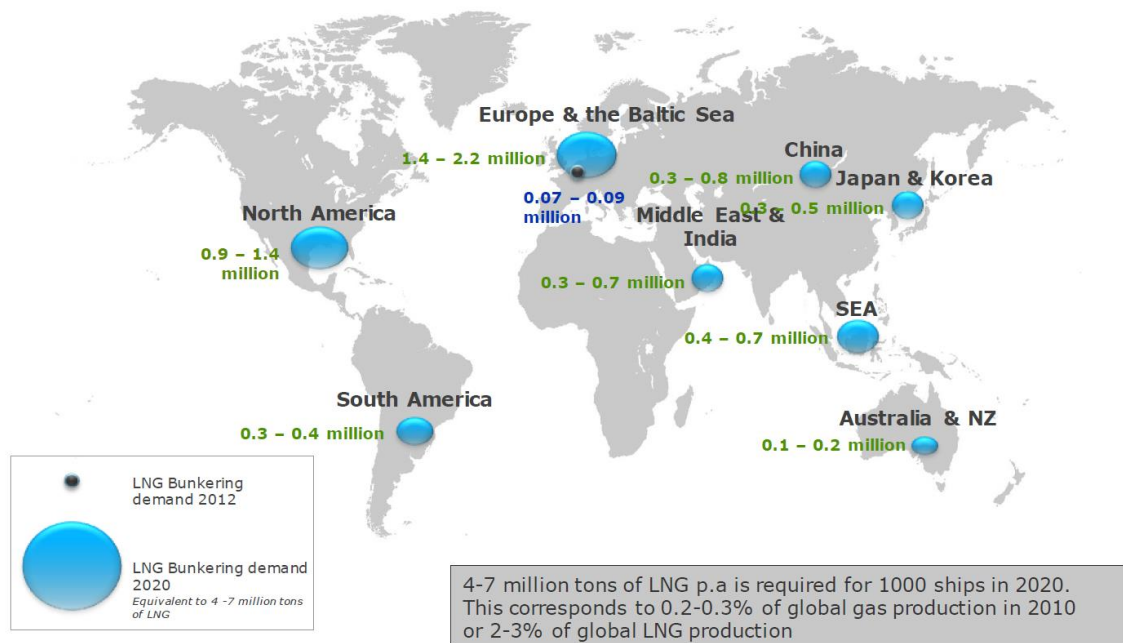 Europe & the Baltic Sea
1.4 – 2.2 million
0.07 – 0.09
million
China
0.3 – 0.8 million
Japan & Korea
0.3 – 0.5 million
North America
0.9 – 1.4
million
Middle East &
India
0.3 – 0.7 million
SEA
0.4 – 0.7 million
South America
0.3 – 0.4 million
Australia & NZ
0.1 – 0.2 million
LNG Bunkering
demand 2012
LNG Bunkering demand
2020
Equivalent to 4 -7 million tons
of LNG
4-7 million tons of LNG p.a is required for 1000 ships in 2020.
This corresponds to 0.2-0.3% of global gas production in 2010
or 2-3% of global LNG production